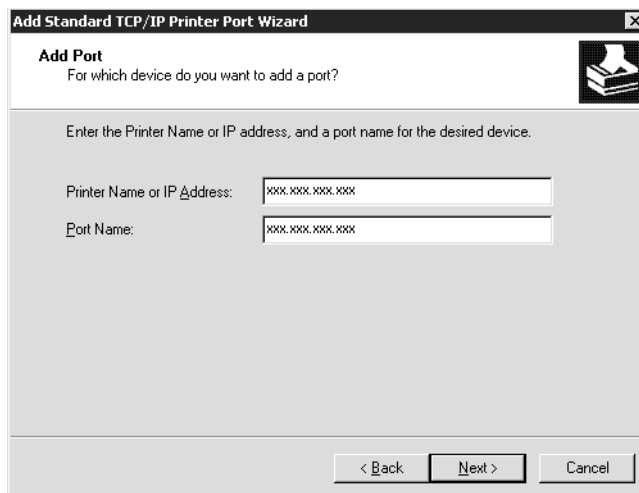 Add Standard TCP/IP Printer Port Wizard
Add Port
For which device do you want to add a port?
Enter the Printer Name or IP address, and a port name for the desired device.
Printer Name or IP Address: xxx.xxx.xxx.xxx
Port Name: xxx.xxx.xxx.xxx
< Back Next > Cancel